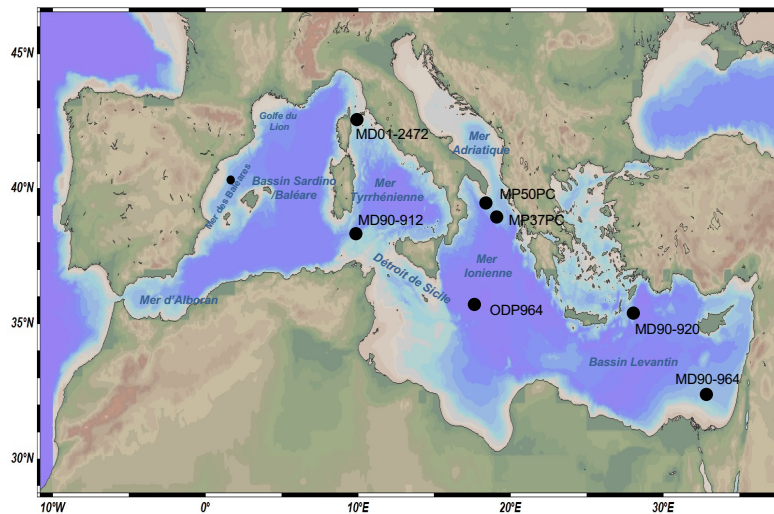 45°N
Golfe du
Lion
MD01-2472
Mer
Adriatique
40°N
Mer des Baléares
Bassin Sardino
/Baléare
Mer
Tyrrhénienne
MP50PC
MD90-912
MP37PC
Mer
Ionienne
Détroit de Sicile
Mer d'Alboran
ODP964
35°N
MD90-920
Bassin Levantin
MD90-964
30°N
10°W
0°
10°E
20°E
30°E